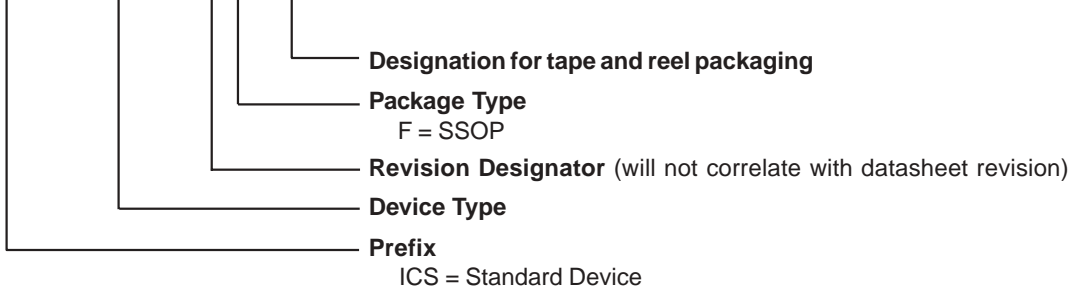 Designation for tape and reel packaging
Package Type
F = SSOP
Revision Designator (will not correlate with datasheet revision)
Device Type
Prefix
ICS = Standard Device